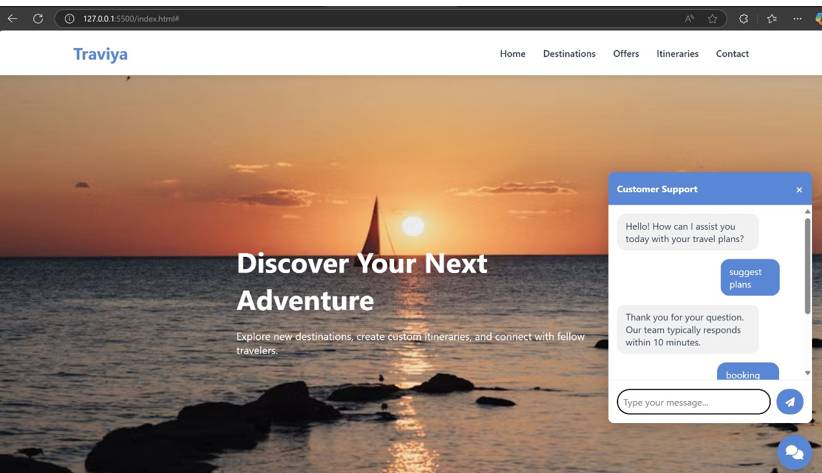 127.0.0.1:5500/index.html#
Traviya
Home Destinations Offers Itineraries Contact
Customer Support ×
Hello! How can I assist you
today with your travel plans?
suggest
plans
Thank you for your question.
Our team typically responds
within 10 minutes.
booking
Type your message...
Discover Your Next
Adventure
Explore new destinations, create custom itineraries, and connect with fellow
travelers.